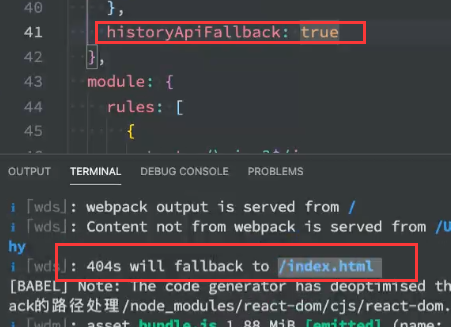 40 },
41 historyApiFallback: true
42 },
43 module: {
44 rules: [
45 {
OUTPUT TERMINAL DEBUG CONSOLE PROBLEMS
i 「wds」: webpack output is served from /
i 「wds」: Content not from webpack is served from /U
hy
i 「wds」: 404s will fallback to /index.html
[BABEL] Note: The code generator has deoptimised th
ack的路径处理/node_modules/react-dom/cjs/react-dom.
「wdm」: asset bundle.js 1.88 MiB [emitted] (name: